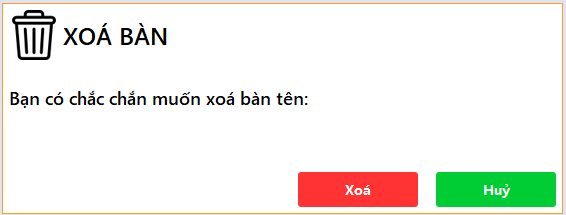 XOÁ BÀN
Bạn có chắc chắn muốn xoá bàn tên:
Xoá
Huỷ